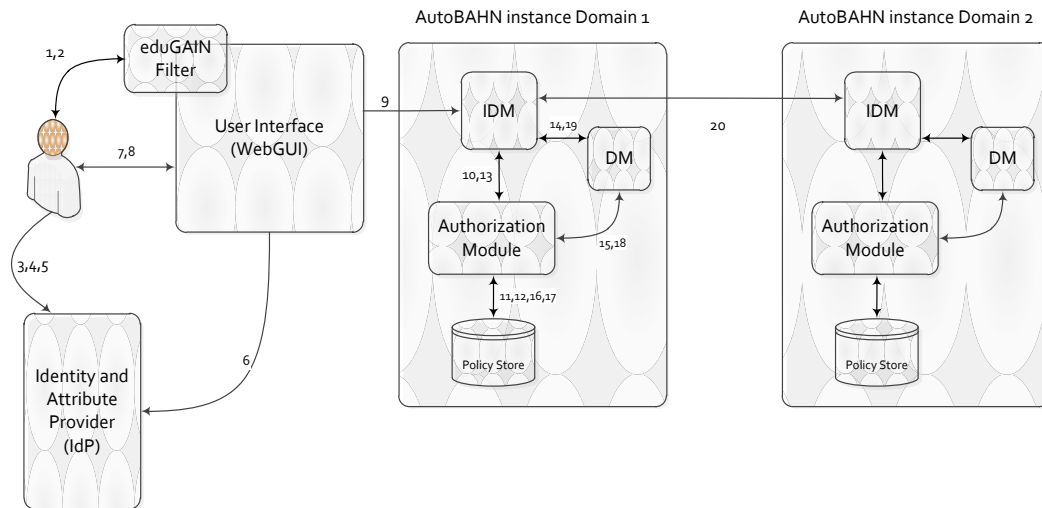 AutoBAHN instance Domain 1
AutoBAHN instance Domain 2
eduGAIN
Filter
1,2
User Interface
(WebGUI)
7,8
3,4,5
6
Identity and
Attribute
Provider
(IdP)
9
IDM
14,19
DM
10,13
Authorization
Module
15,18
11,12,16,17
Policy Store
20
IDM
DM
Authorization
Module
Policy Store